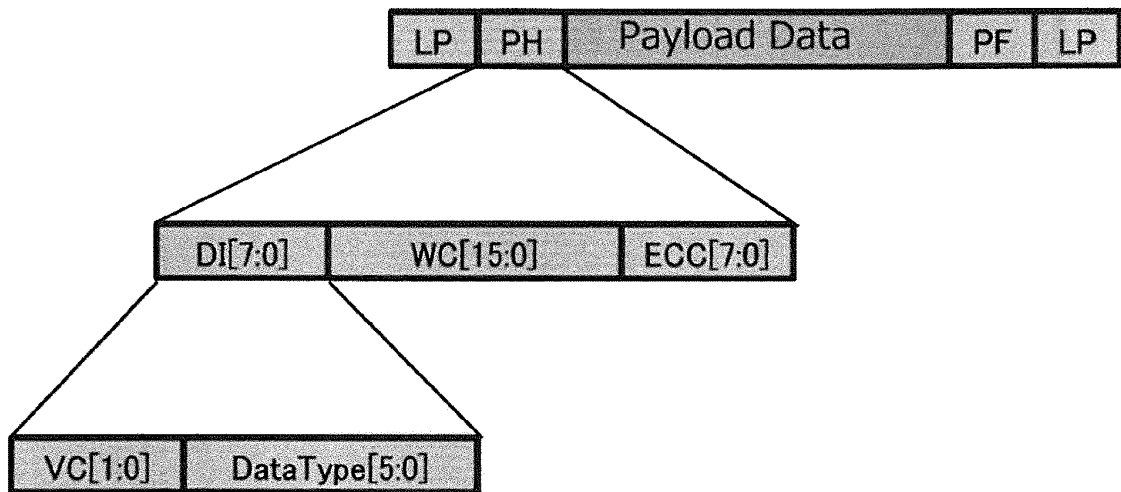 LP PH Payload Data PF LP
DI[7:0] WC[15:0] ECC[7:0]
VC[1:0] DataType[5:0]